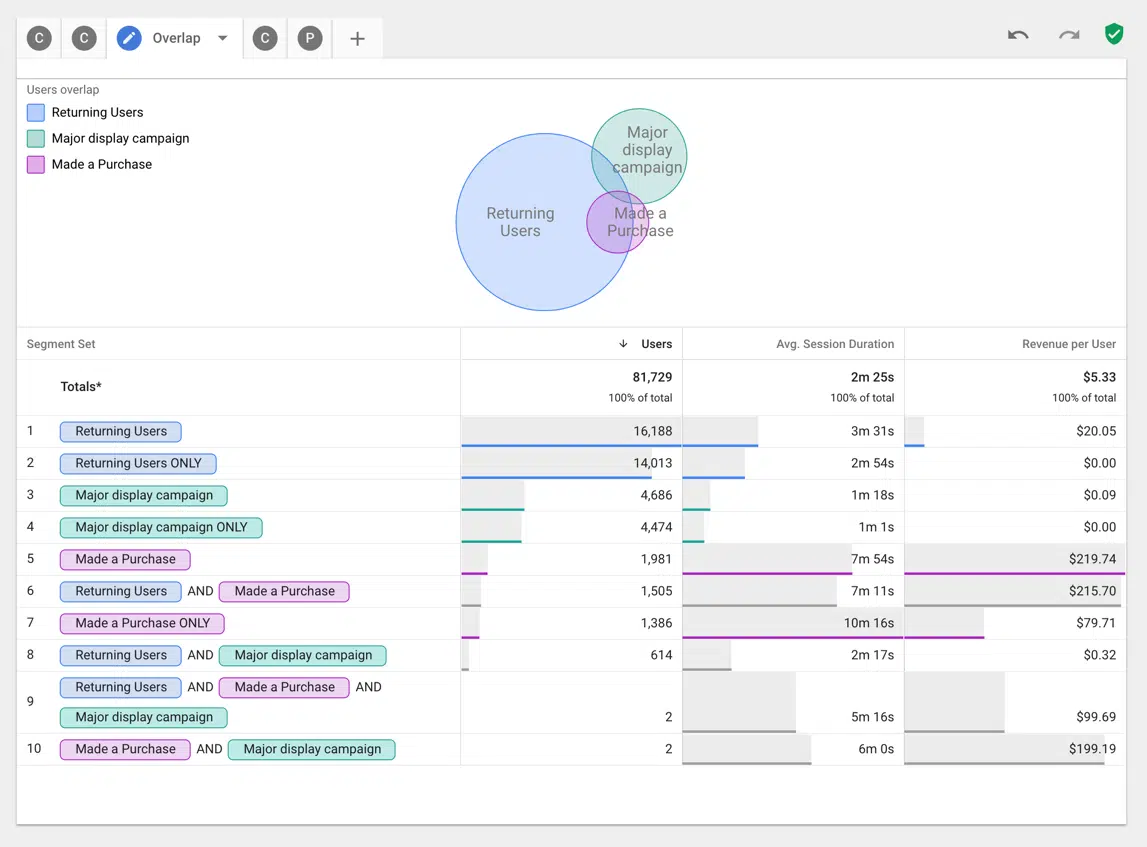 C C Overlap C P +
Users overlap
Returning Users
Major display campaign
Made a Purchase
Major
display
campaign
Returning
Users
Made a
Purchase
Segment Set ↓ Users Avg. Session Duration Revenue per User
Totals* 81,729 2m 25s $5.33
100% of total 100% of total 100% of total
1 Returning Users 16,188 3m 31s $20.05
2 Returning Users ONLY 14,013 2m 54s $0.00
3 Major display campaign 4,686 1m 18s $0.09
4 Major display campaign ONLY 4,474 1m 1s $0.00
5 Made a Purchase 1,981 7m 54s $219.74
6 Returning Users AND Made a Purchase 1,505 7m 11s $215.70
7 Made a Purchase ONLY 1,386 10m 16s $79.71
8 Returning Users AND Major display campaign 614 2m 17s $0.32
Returning Users AND Made a Purchase AND
9
Major display campaign 2 5m 16s $99.69
10 Made a Purchase AND Major display campaign 2 6m 0s $199.19